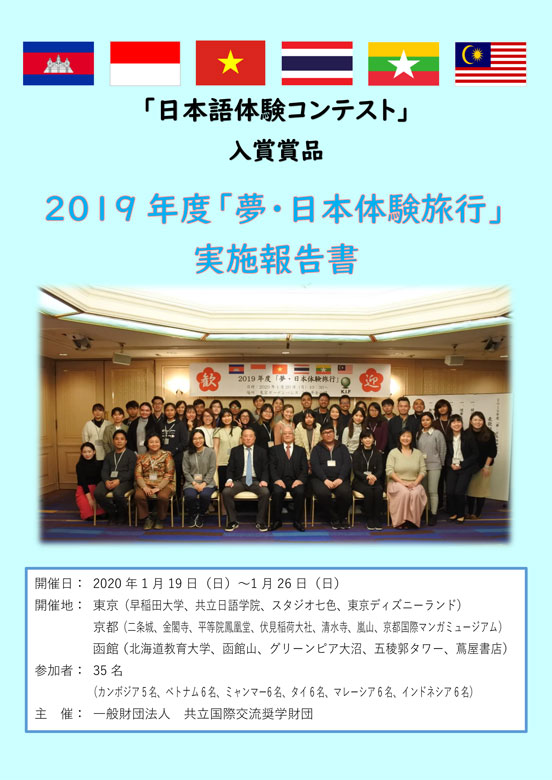 「日本語体験コンテスト」
入賞賞品
2019年度「夢・日本体験旅行」
実施報告書
2019年度「夢・日本体験旅行」
歓
迎
K.I.P
開催日： 2020年1月19日（日）～1月26日（日）
開催地： 東京（早稲田大学、共立日語学院、スタジオ七色、東京ディズニーランド）
京都（二条城、金閣寺、平等院鳳凰堂、伏見稲荷大社、清水寺、嵐山、京都国際マンガミュージアム）
函館（北海道教育大学、函館山、グリーンピア大沼、五稜郭タワー、蔦屋書店）
参加者： 35名
（カンボジア5名、ベトナム6名、ミャンマー6名、タイ6名、マレーシア6名、インドネシア6名）
主　催： 一般財団法人　共立国際交流奨学財団